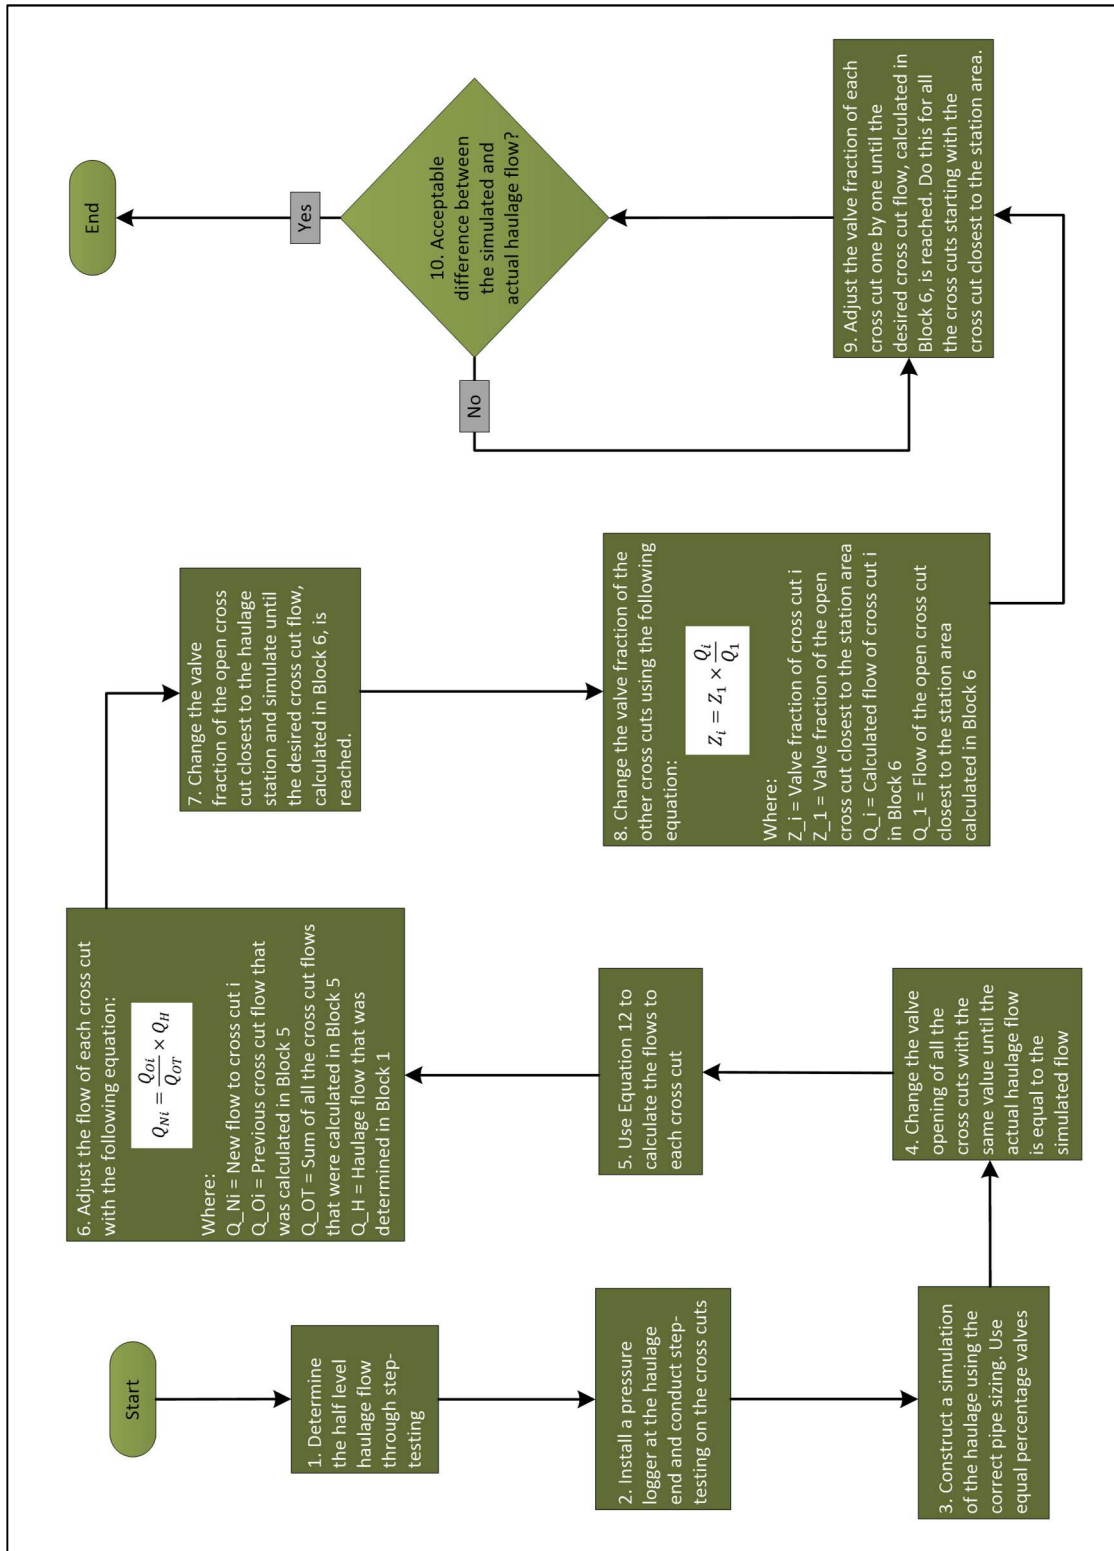 Start
1. Determine
the half level
haulage flow
through step-
testing
2. Install a pressure
logger at the haulage
end and conduct step-
testing on the cross cuts
3. Construct a simulation
of the haulage using the
correct pipe sizing. Use
equal percentage valves
4. Change the valve
opening of all the
cross cuts with the
same value until the
actual haulage flow
is equal to the
simulated flow
5. Use Equation 12 to
calculate the flows to
each cross cut
6. Adjust the flow of each cross cut
with the following equation:
Q_{Ni} = \frac{Q_{Oi}}{Q_{OT}} × Q_H
Where:
Q_Ni = New flow to cross cut i
Q_Oi = Previous cross cut flow that
was calculated in Block 5
Q_OT = Sum of all the cross cut flows
that were calculated in Block 5
Q_H = Haulage flow that was
determined in Block 1
7. Change the valve
fraction of the open cross
cut closest to the haulage
station and simulate until
the desired cross cut flow,
calculated in Block 6, is
reached.
8. Change the valve fraction of the
other cross cuts using the following
equation:
Z_i = Z_1 × \frac{Q_i}{Q_1}
Where:
Z_i = Valve fraction of cross cut i
Z_1 = Valve fraction of the open
cross cut closest to the station area
Q_i = Calculated flow of cross cut i
in Block 6
Q_1 = Flow of the open cross cut
closest to the station area
calculated in Block 6
9. Adjust the valve fraction of each
cross cut one by one until the
desired cross cut flow, calculated in
Block 6, is reached. Do this for all
the cross cuts starting with the
cross cut closest to the station area.
10. Acceptable
difference between
the simulated and
actual haulage flow?
No
Yes
End